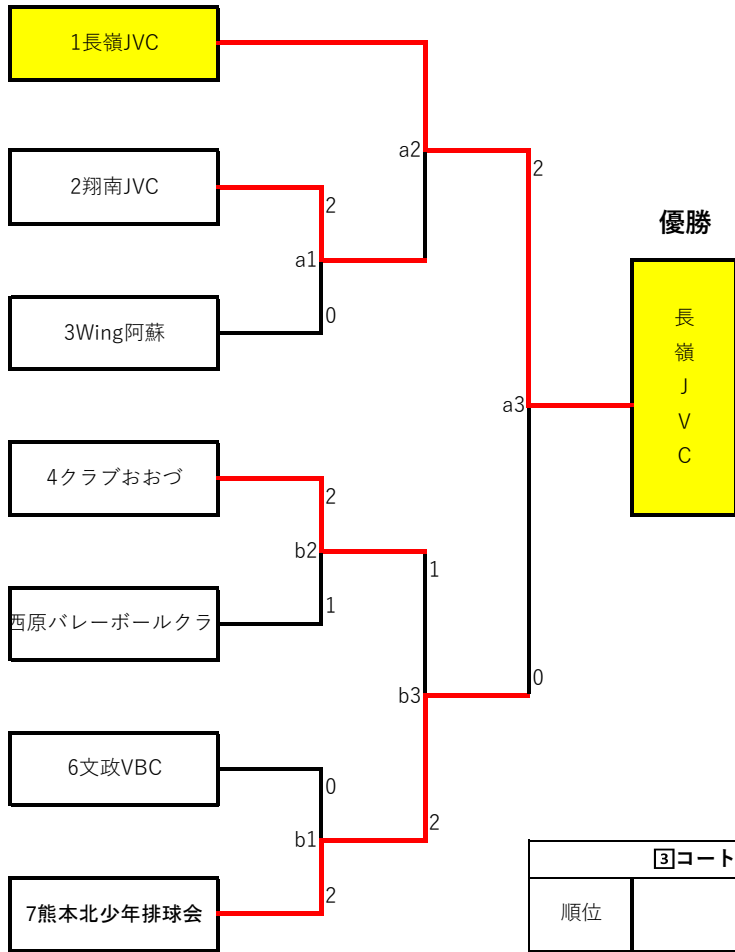 1長嶺JVC
a2
2
2翔南JVC
2
優勝
a1
3Wing阿蘇
0
長嶺JVC
a3
4クラブおおづ
2
b2
1
1
西原バレーボールクラ
0
b3
6文政VBC
0
b1
2
7熊本北少年排球会
2
③コート
順位